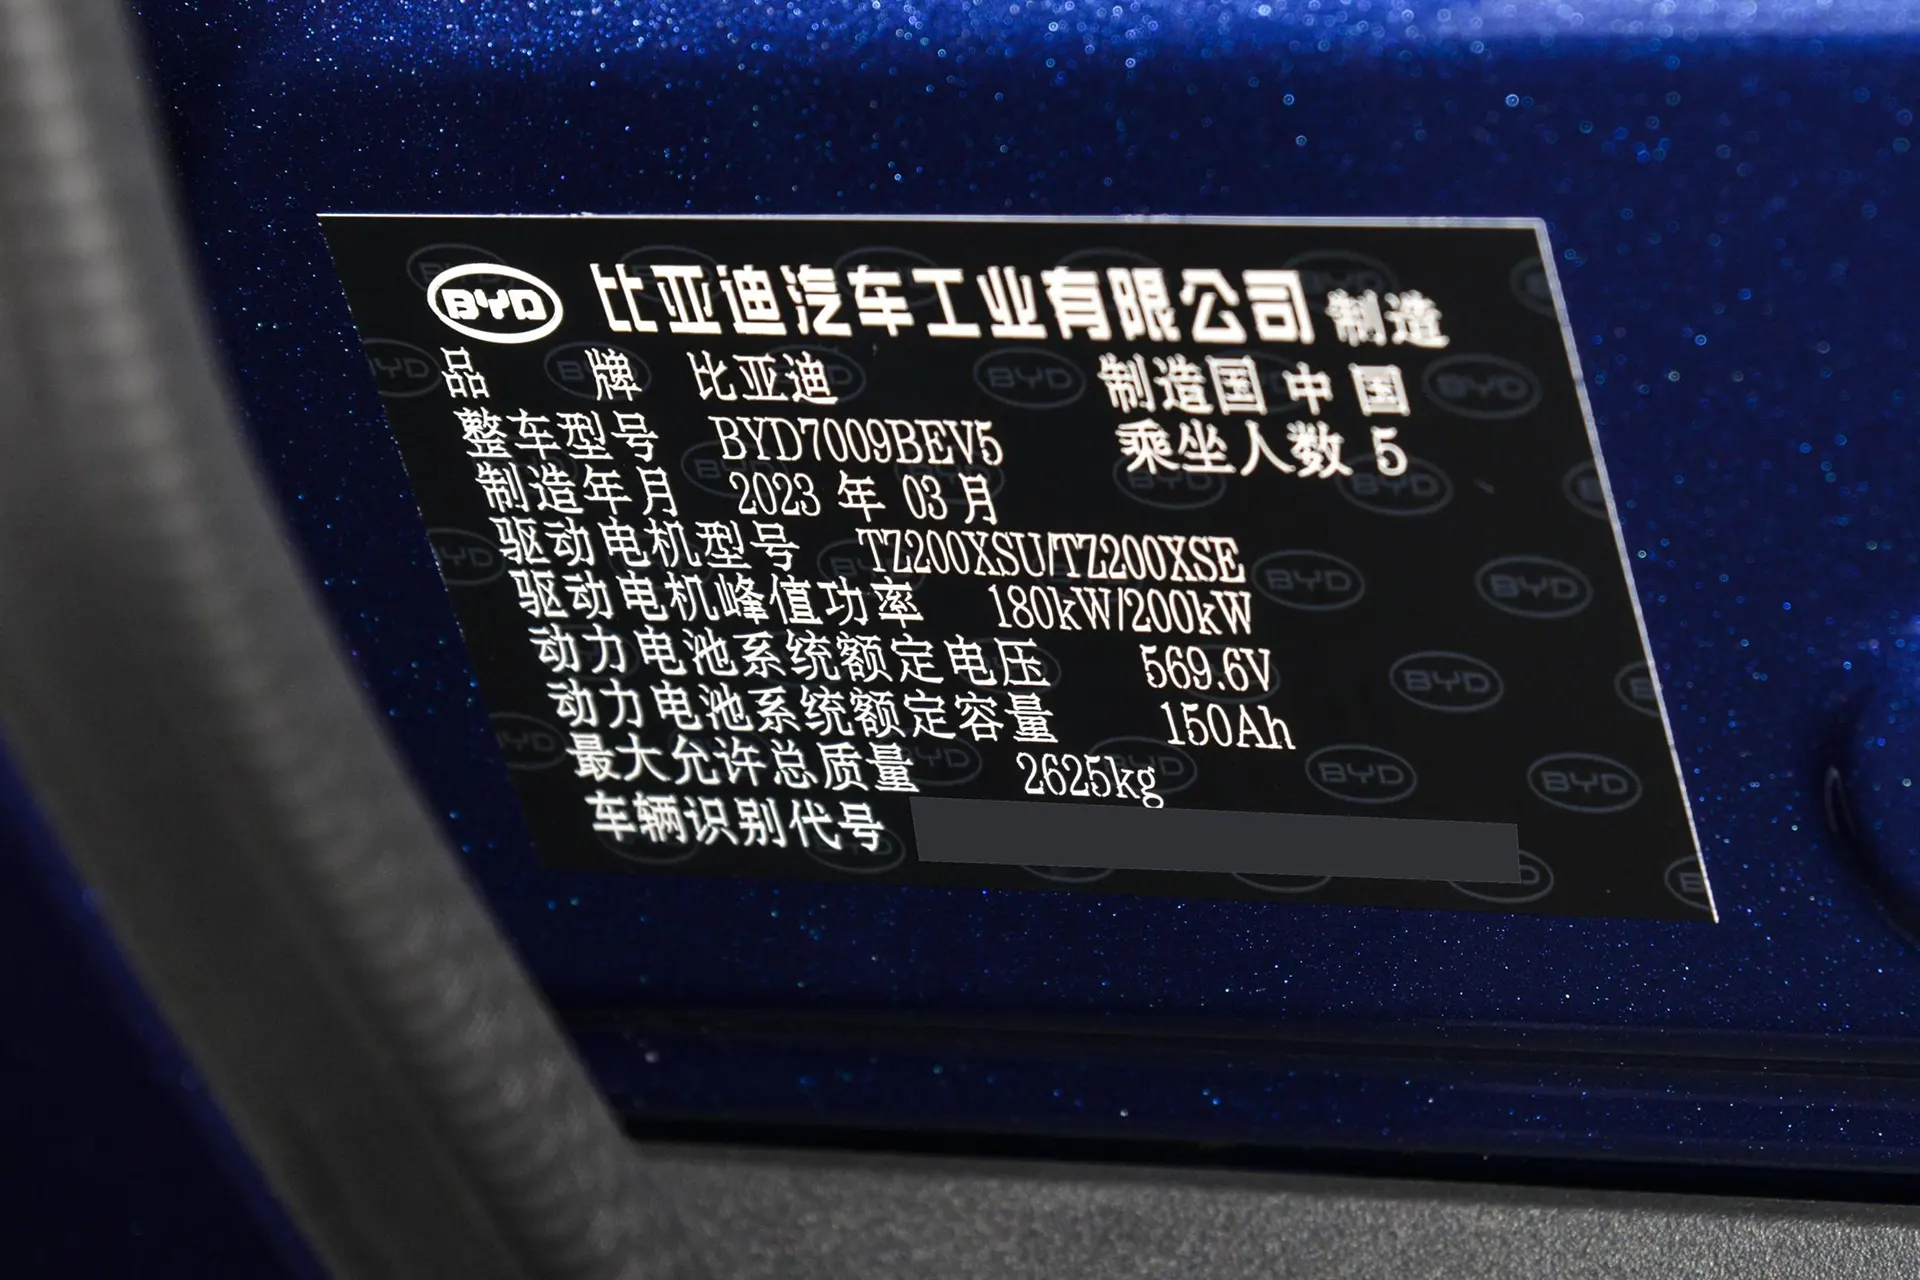 BYD 比亚迪汽车工业有限公司 制造
品 牌 比亚迪 制造国 中国
整车型号 BYD7009BEV5 乘坐人数 5
制造年月 2023 年 03 月
驱动电机型号 TZ200XSU/TZ200XSE
驱动电机峰值功率 180kW/200kW
动力电池系统额定电压 569.6V
动力电池系统额定容量 150Ah
最大允许总质量 2625kg
车辆识别代号